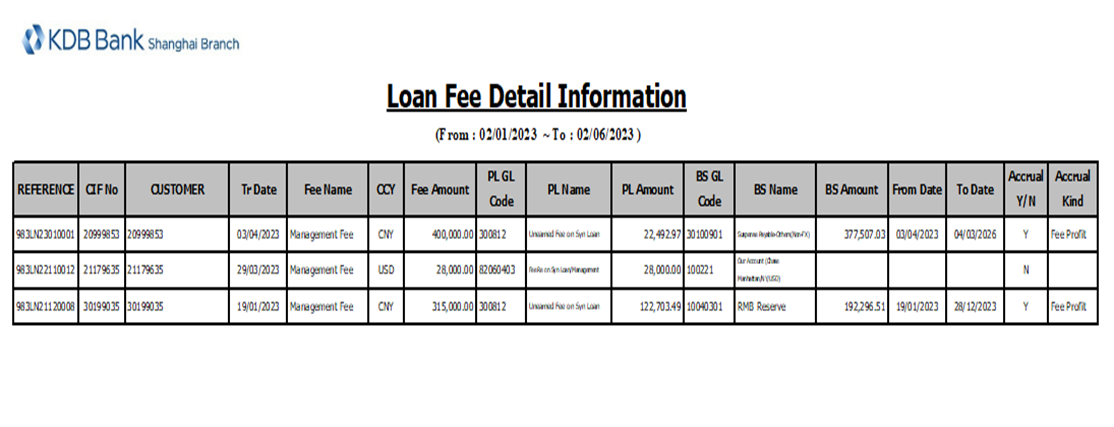 KDB Bank Shanghai Branch
Loan Fee Detail Information
(From : 02/01/2023 ~ To : 02/06/2023 )
REFERENCE CIF No CUSTOMER Tr Date Fee Name CCY Fee Amount PL GL Code PL Name PL Amount BS GL Code BS Name BS Amount From Date To Date Accrual Y/N Accrual Kind
983LN23010001 20999853 20999853 03/04/2023 Management Fee CNY 400,000.00 300812 Unearned Fee on Syn Loan 22,492.97 30100901 Suspense Payable-Others(Non-FX) 377,507.03 03/04/2023 04/03/2026 Y Fee Profit
983LN22110012 21179635 21179635 29/03/2023 Management Fee USD 28,000.00 82060403 on Syn Loan/Management 28,000.00 100221 Our Account (Chase Manhattan/NY/USD) N
983LN21120008 30199035 30199035 19/01/2023 Management Fee CNY 315,000.00 300812 Unearned Fee on Syn Loan 122,703.49 10040301 RMB Reserve 192,296.51 19/01/2023 28/12/2023 Y Fee Profit